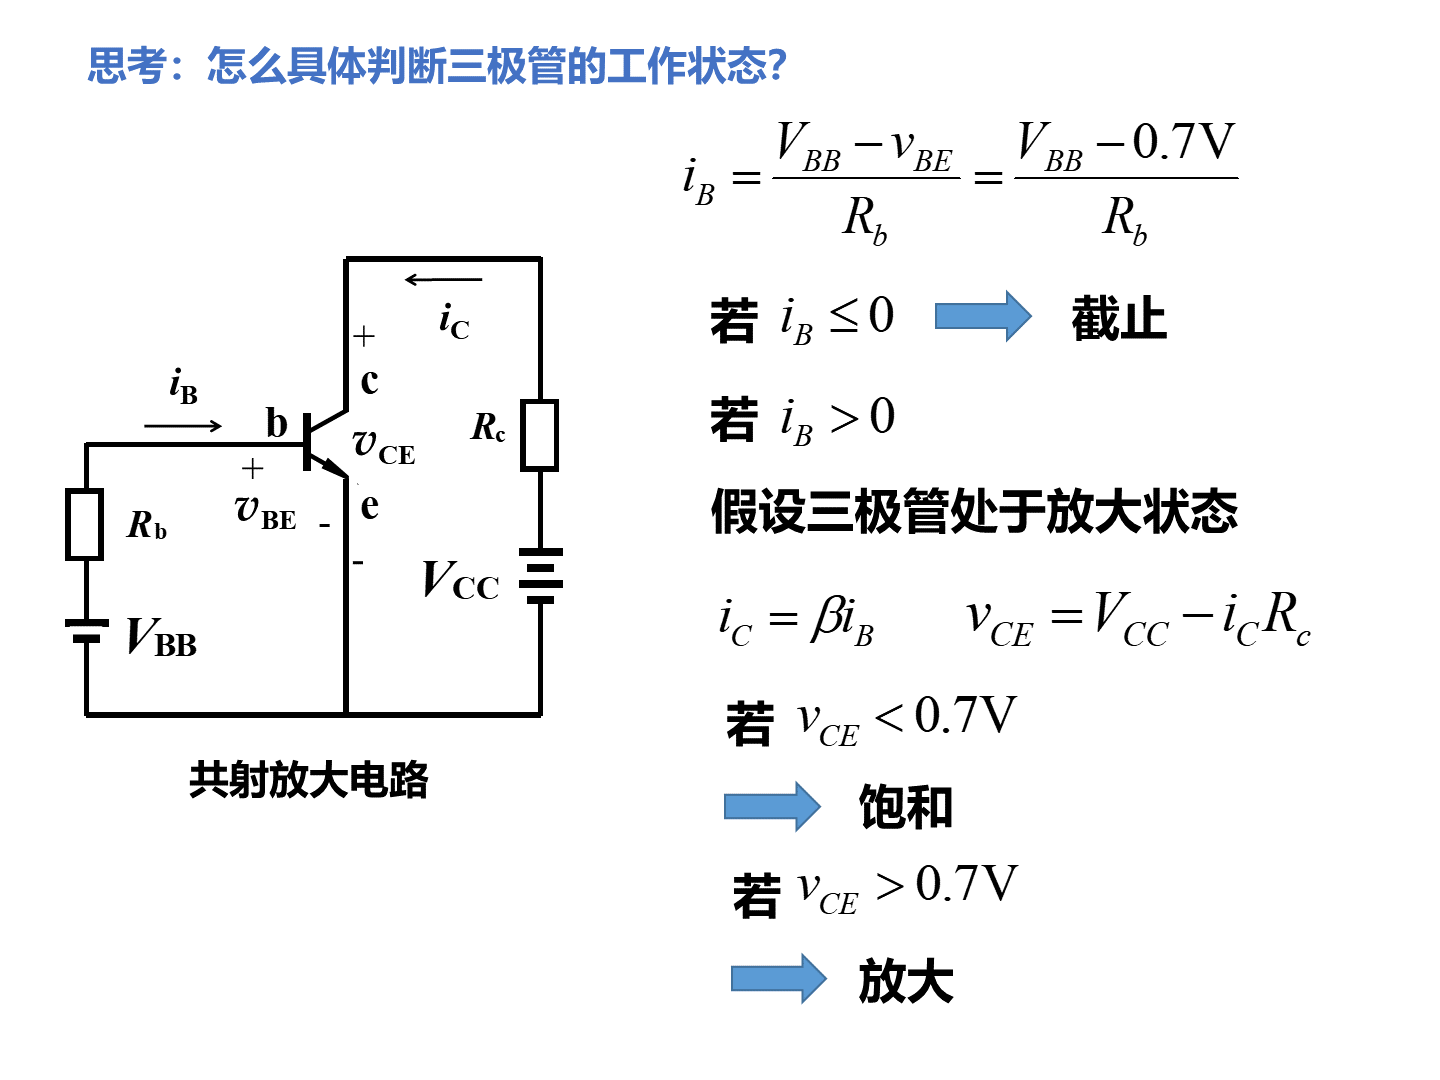 思考：怎么具体判断三极管的工作状态？
i_B = (V_BB − v_BE) / R_b = (V_BB − 0.7V) / R_b
若 i_B ≤ 0 截止
若 i_B > 0
假设三极管处于放大状态
i_C = βi_B v_CE = V_CC − i_C R_c
若 v_CE < 0.7V
饱和
若 v_CE > 0.7V
放大
i_C
+
c
i_B
b
v_CE
R_c
+
v_BE
-
e
R_b
-
V_CC
V_BB
共射放大电路